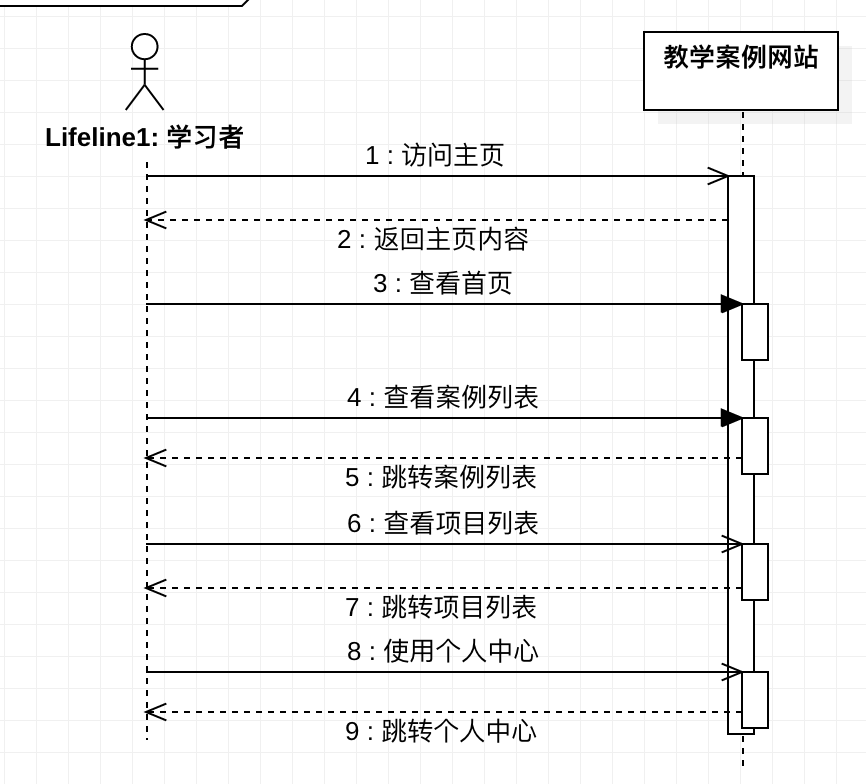 教学案例网站
Lifeline1: 学习者
1 : 访问主页
2 : 返回主页内容
3 : 查看首页
4 : 查看案例列表
5 : 跳转案例列表
6 : 查看项目列表
7 : 跳转项目列表
8 : 使用个人中心
9 : 跳转个人中心